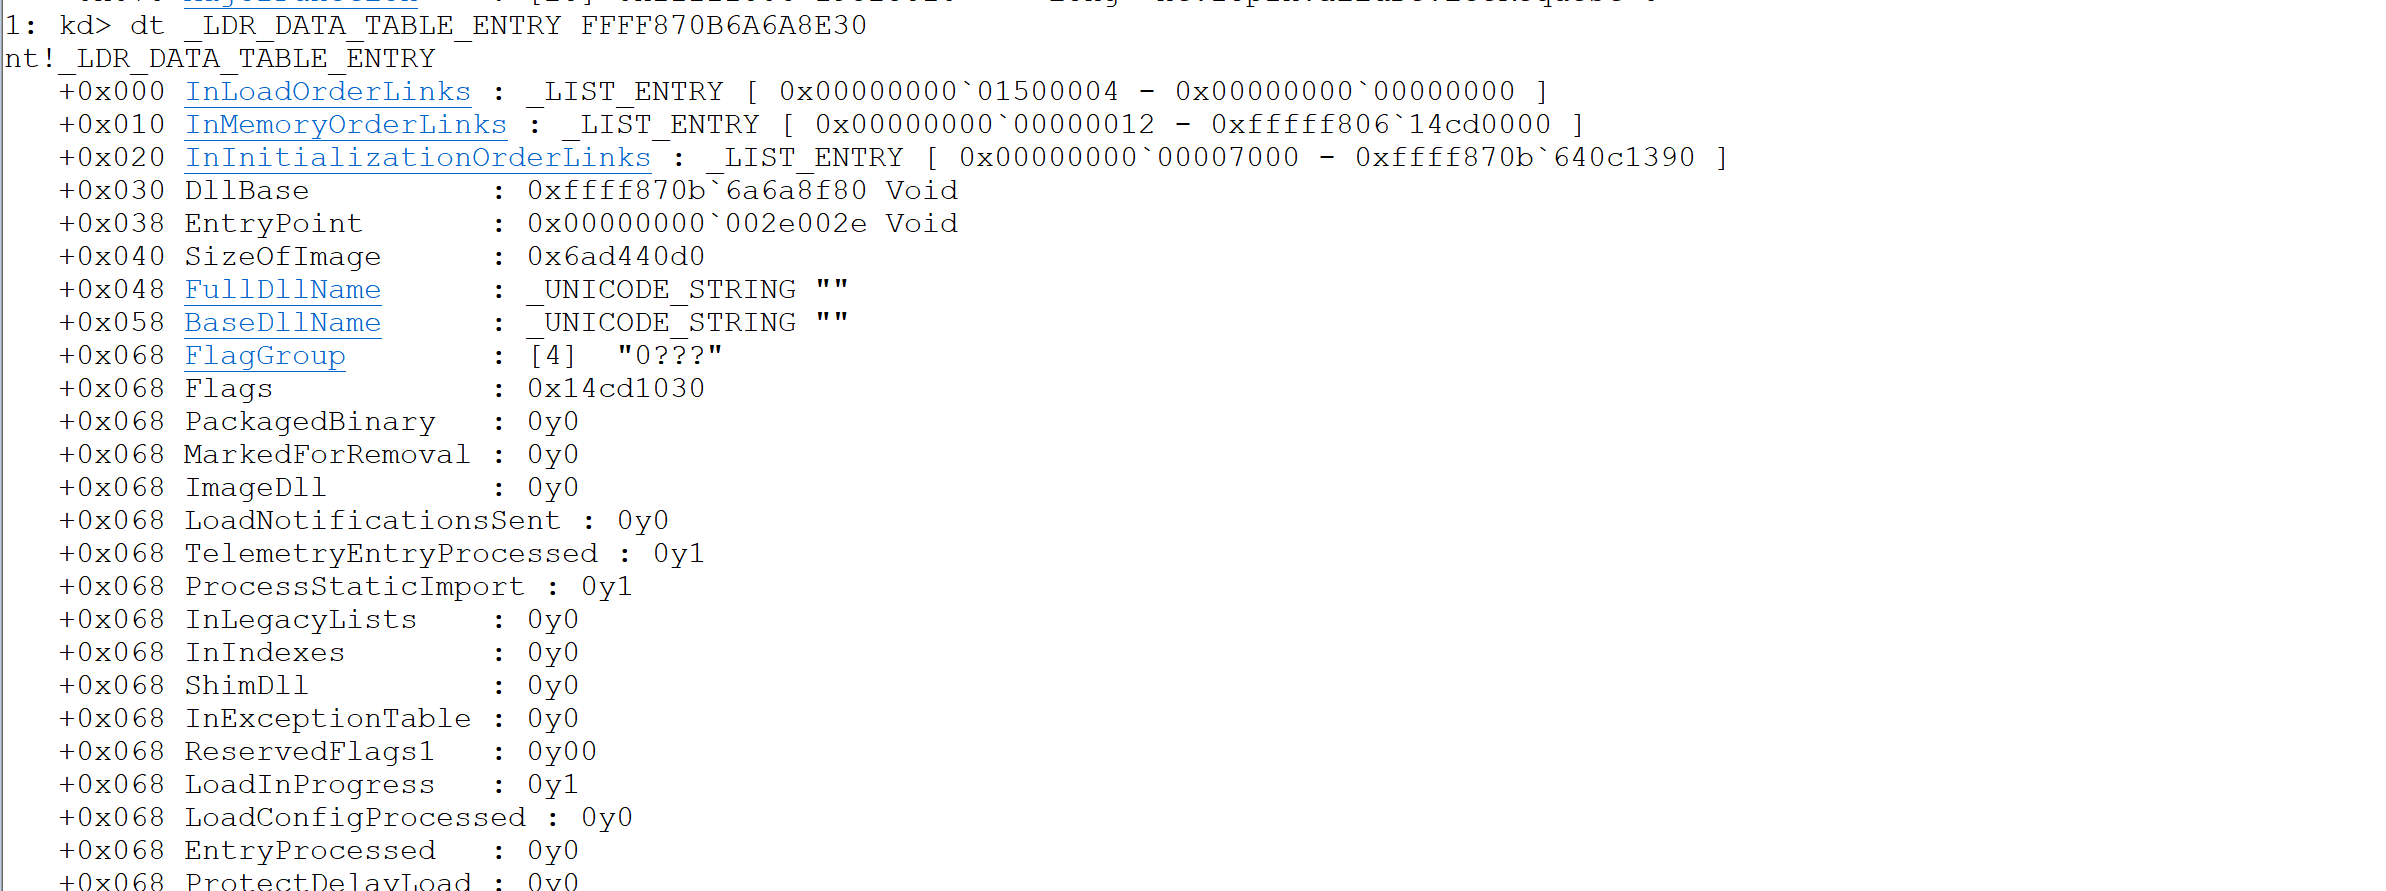 1: kd> dt _LDR_DATA_TABLE_ENTRY FFFF870B6A6A8E30
nt!_LDR_DATA_TABLE_ENTRY
+0x000 InLoadOrderLinks : _LIST_ENTRY [ 0x00000000`01500004 - 0x00000000`00000000 ]
+0x010 InMemoryOrderLinks : _LIST_ENTRY [ 0x00000000`00000012 - 0xfffff806`14cd0000 ]
+0x020 InInitializationOrderLinks : _LIST_ENTRY [ 0x00000000`00007000 - 0xffff870b`640c1390 ]
+0x030 DllBase : 0xffff870b`6a6a8f80 Void
+0x038 EntryPoint : 0x00000000`002e002e Void
+0x040 SizeOfImage : 0x6ad440d0
+0x048 FullDllName : _UNICODE_STRING ""
+0x058 BaseDllName : _UNICODE_STRING ""
+0x068 FlagGroup : [4] "0???"
+0x068 Flags : 0x14cd1030
+0x068 PackagedBinary : 0y0
+0x068 MarkedForRemoval : 0y0
+0x068 ImageDll : 0y0
+0x068 LoadNotificationsSent : 0y0
+0x068 TelemetryEntryProcessed : 0y1
+0x068 ProcessStaticImport : 0y1
+0x068 InLegacyLists : 0y0
+0x068 InIndexes : 0y0
+0x068 ShimDll : 0y0
+0x068 InExceptionTable : 0y0
+0x068 ReservedFlags1 : 0y00
+0x068 LoadInProgress : 0y1
+0x068 LoadConfigProcessed : 0y0
+0x068 EntryProcessed : 0y0
+0x068 ProtectDelayLoad : 0y0